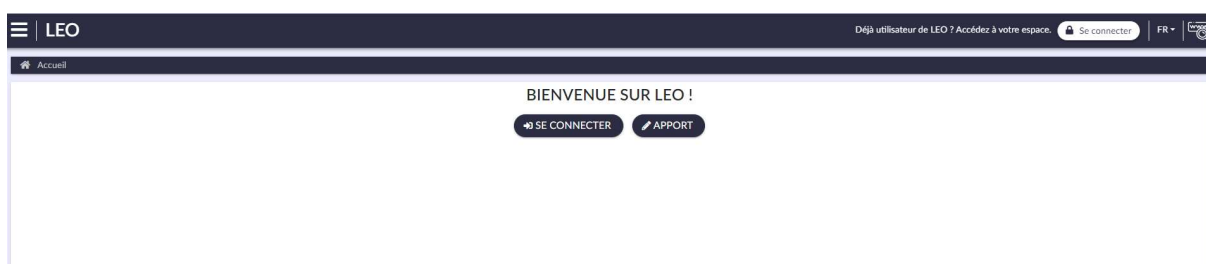 LEO
Déjà utilisateur de LEO ? Accédez à votre espace. Se connecter FR
Accueil
BIENVENUE SUR LEO !
SE CONNECTER APPORT